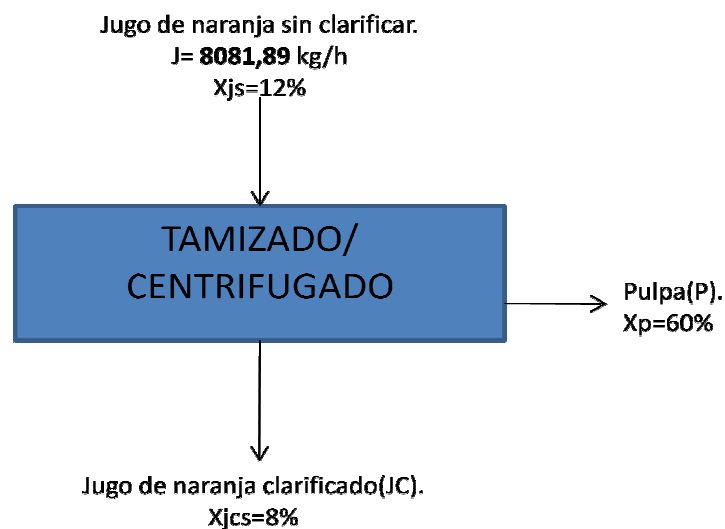 Jugo de naranja sin clarificar.
J= 8081,89 kg/h
Xjs=12%
TAMIZADO/
CENTRIFUGADO
Pulpa(P).
Xp=60%
Jugo de naranja clarificado(JC).
Xjcs=8%